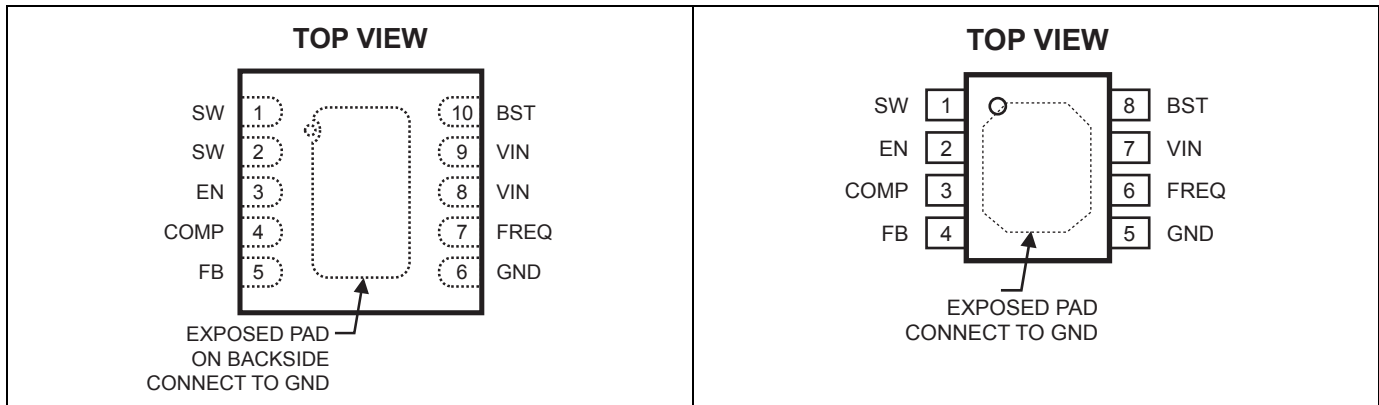 TOP VIEW
SW 1 10 BST
SW 2 9 VIN
EN 3 8 VIN
COMP 4 7 FREQ
FB 5 6 GND
EXPOSED PAD
ON BACKSIDE
CONNECT TO GND
TOP VIEW
SW 1 8 BST
EN 2 7 VIN
COMP 3 6 FREQ
FB 4 5 GND
EXPOSED PAD
CONNECT TO GND